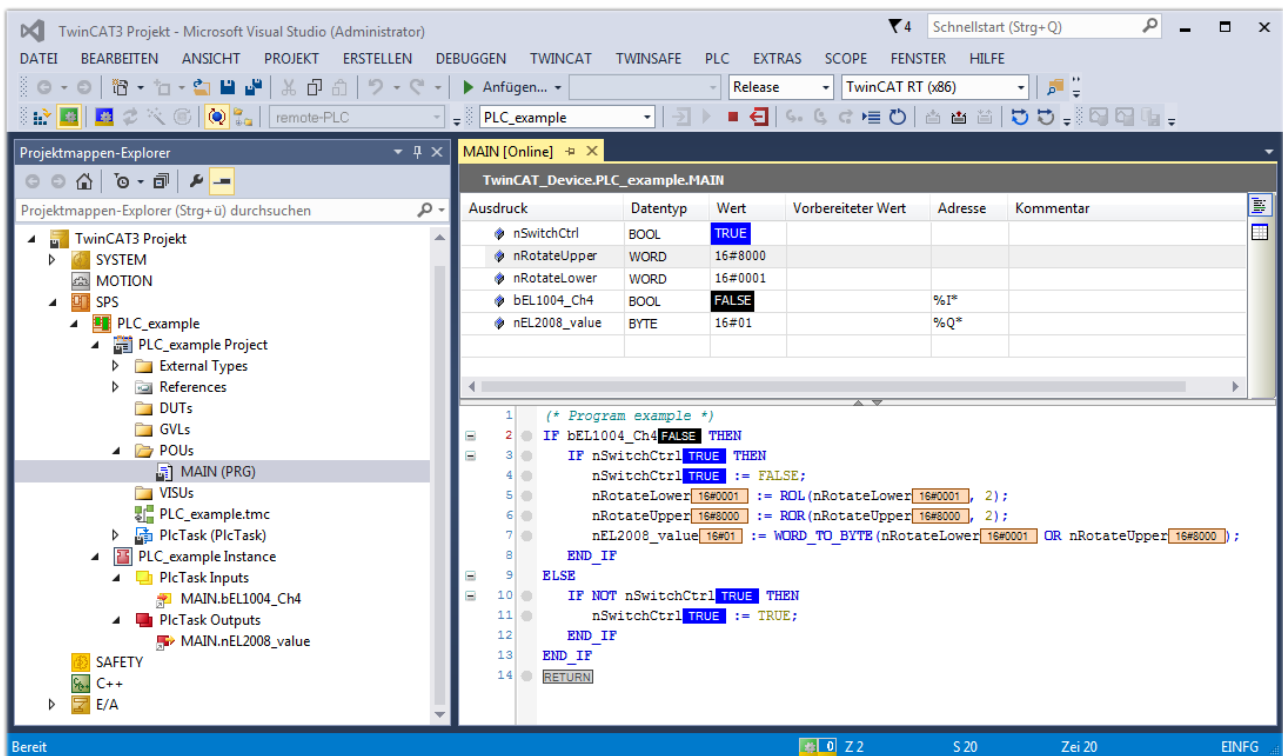 TwinCAT3 Projekt - Microsoft Visual Studio (Administrator) 4 Schnellstart (Strg+Q)
DATEI BEARBEITEN ANSICHT PROJEKT ERSTELLEN DEBUGGEN TWINCAT TWINSAFE PLC EXTRAS SCOPE FENSTER HILFE
Anfügen... Release TwinCAT RT (x86)
remote-PLC PLC_example
Projektmappen-Explorer
Projektmappen-Explorer (Strg+ü) durchsuchen
TwinCAT3 Projekt
SYSTEM
MOTION
SPS
PLC_example
PLC_example Project
External Types
References
DUTs
GVLs
POUs
MAIN (PRG)
VISUs
PLC_example.tmc
PlcTask (PlcTask)
PLC_example Instance
PlcTask Inputs
MAIN.bEL1004_Ch4
PlcTask Outputs
MAIN.nEL2008_value
SAFETY
C++
E/A
MAIN [Online]
TwinCAT_Device.PLC_example.MAIN
Ausdruck Datentyp Wert Vorbereiteter Wert Adresse Kommentar
nSwitchCtrl BOOL TRUE
nRotateUpper WORD 16#8000
nRotateLower WORD 16#0001
bEL1004_Ch4 BOOL FALSE %I*
nEL2008_value BYTE 16#01 %Q*
1 (* Program example *)
2 IF bEL1004_Ch4 FALSE THEN
3 IF nSwitchCtrl TRUE THEN
4 nSwitchCtrl TRUE := FALSE;
5 nRotateLower 16#0001 := ROL(nRotateLower 16#0001 , 2);
6 nRotateUpper 16#8000 := ROR(nRotateUpper 16#8000 , 2);
7 nEL2008_value 16#01 := WORD_TO_BYTE(nRotateLower 16#0001 OR nRotateUpper 16#8000 );
8 END_IF
9 ELSE
10 IF NOT nSwitchCtrl TRUE THEN
11 nSwitchCtrl TRUE := TRUE;
12 END_IF
13 END_IF
14 RETURN
Bereit 0 Z 2 S 20 Zei 20 EINFG